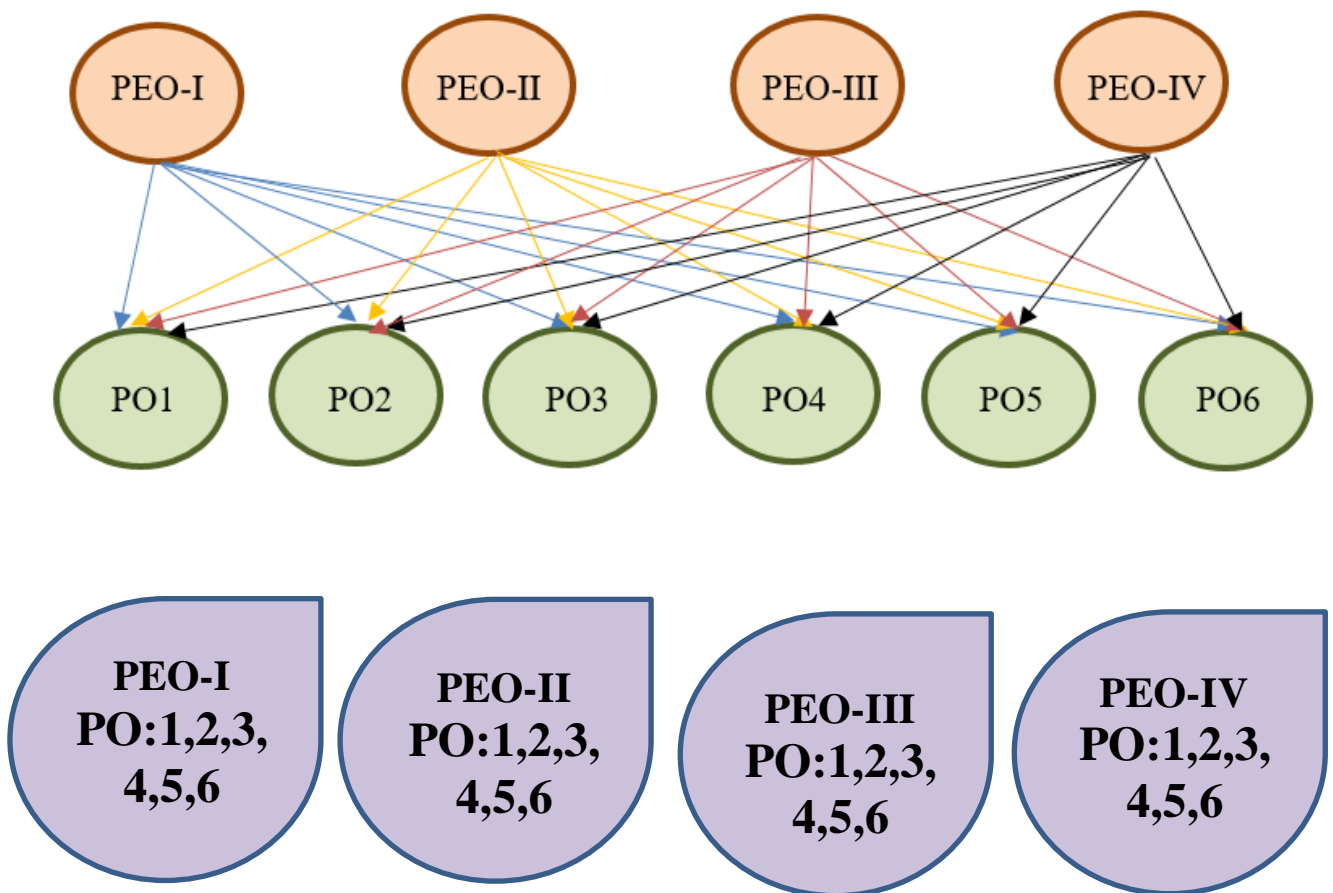 PEO-I
PEO-II
PEO-III
PEO-IV
PO1
PO2
PO3
PO4
PO5
PO6
PEO-I
PO:1,2,3,
4,5,6
PEO-II
PO:1,2,3,
4,5,6
PEO-III
PO:1,2,3,
4,5,6
PEO-IV
PO:1,2,3,
4,5,6